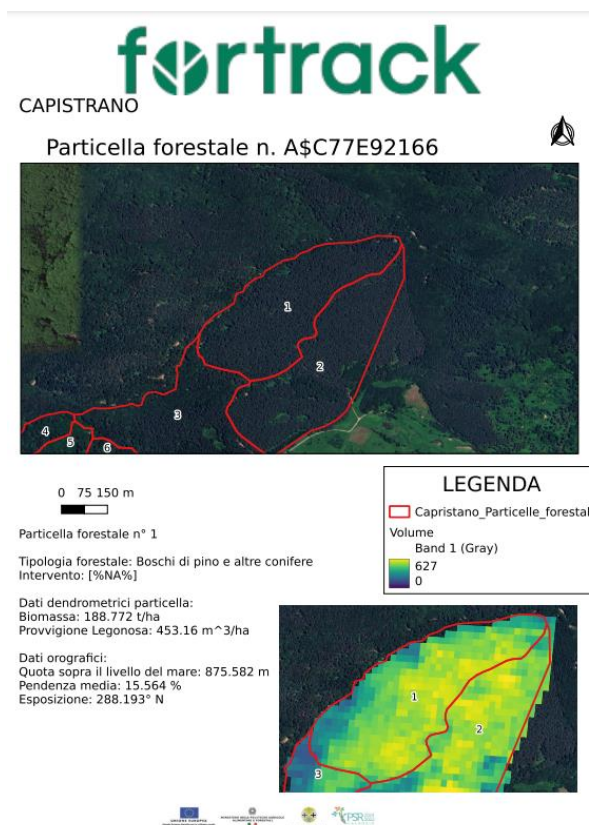 fortrack
CAPISTRANO
Particella forestale n. A$C77E92166
1
2
3
4
5
6
0 75 150 m
LEGENDA
Capristano_Particelle_forestal
Volume
Band 1 (Gray)
627
0
Particella forestale n° 1
Tipologia forestale: Boschi di pino e altre conifere
Intervento: [%NA%]
Dati dendrometrici particella:
Biomassa: 188.772 t/ha
Provvigione Legonosa: 453.16 m^3/ha
Dati orografici:
Quota sopra il livello del mare: 875.582 m
Pendenza media: 15.564 %
Esposizione: 288.193° N
1
2
3
UNIONE EUROPEA
PSR